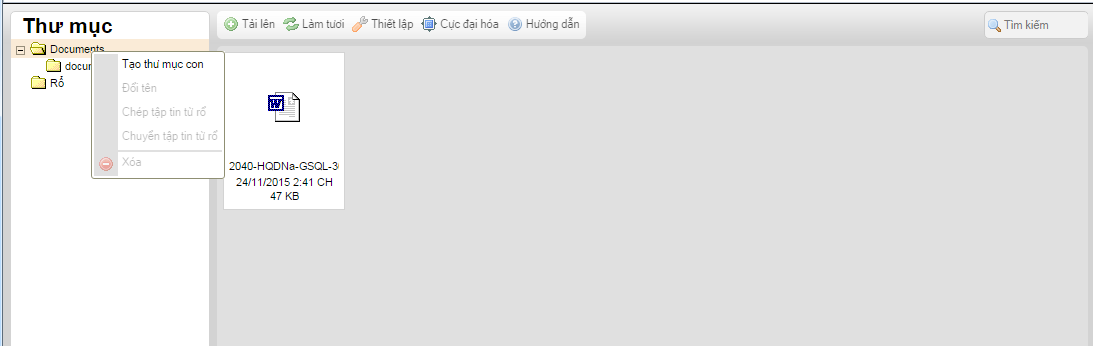 Thư mục
Tải lên Làm tươi Thiết lập Cực đại hóa Hướng dẫn
Tìm kiếm
Documents
docum
Rổ
Tạo thư mục con
Đổi tên
Chép tập tin từ rổ
Chuyển tập tin từ rổ
Xóa
2040-HQDNa-GSQL-3
24/11/2015 2:41 CH
47 KB